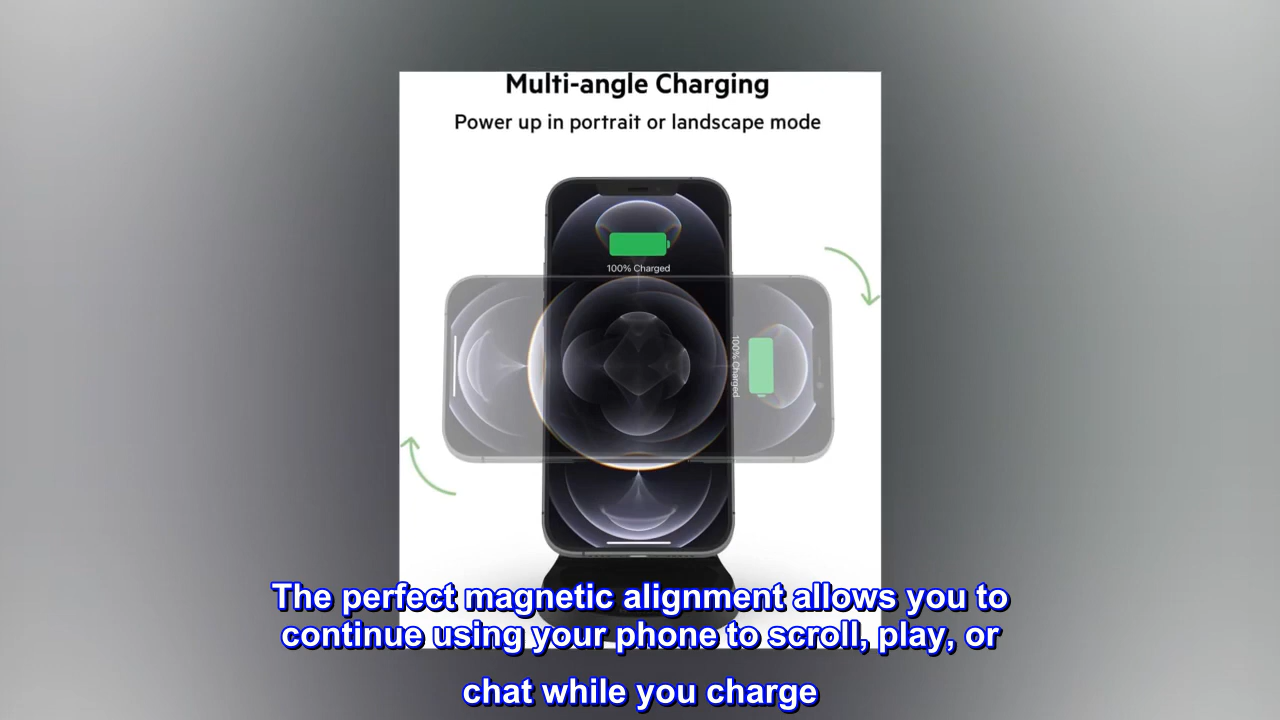 Multi-angle Charging
Power up in portrait or landscape mode
100% Charged
100% Charged
The perfect magnetic alignment allows you to
continue using your phone to scroll, play, or
chat while you charge